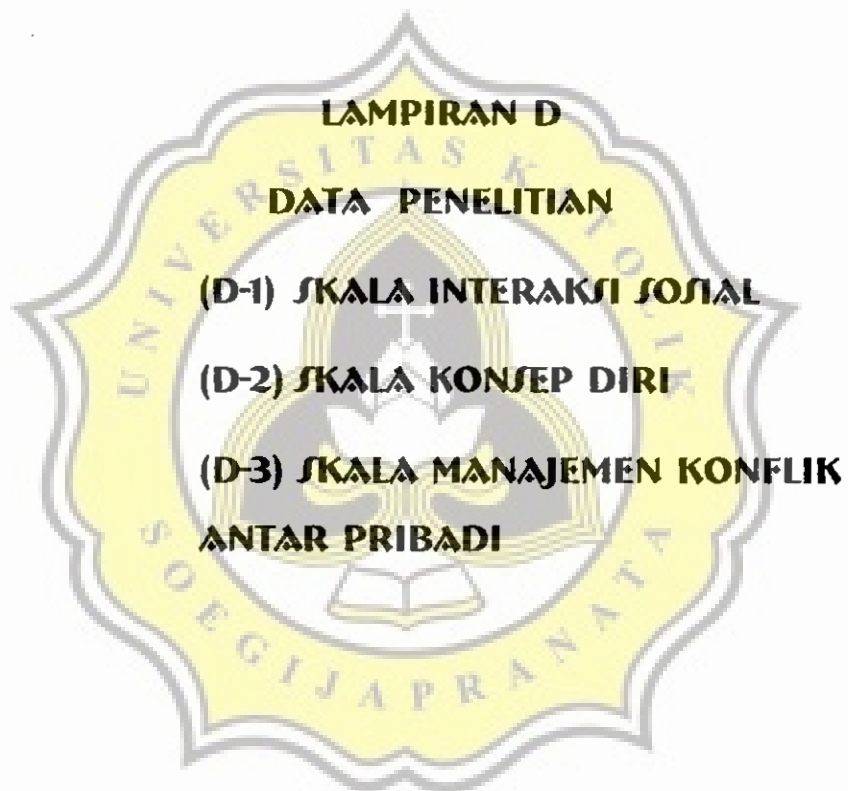 LAMPIRAN D
DATA PENELITIAN
(D-1) SKALA INTERAKSI SOSIAL
(D-2) SKALA KONSEP DIRI
(D-3) SKALA MANAJEMEN KONFLIK
ANTAR PRIBADI
UNIVERSITAS KATOLIK
SOEGIJAPRANATA